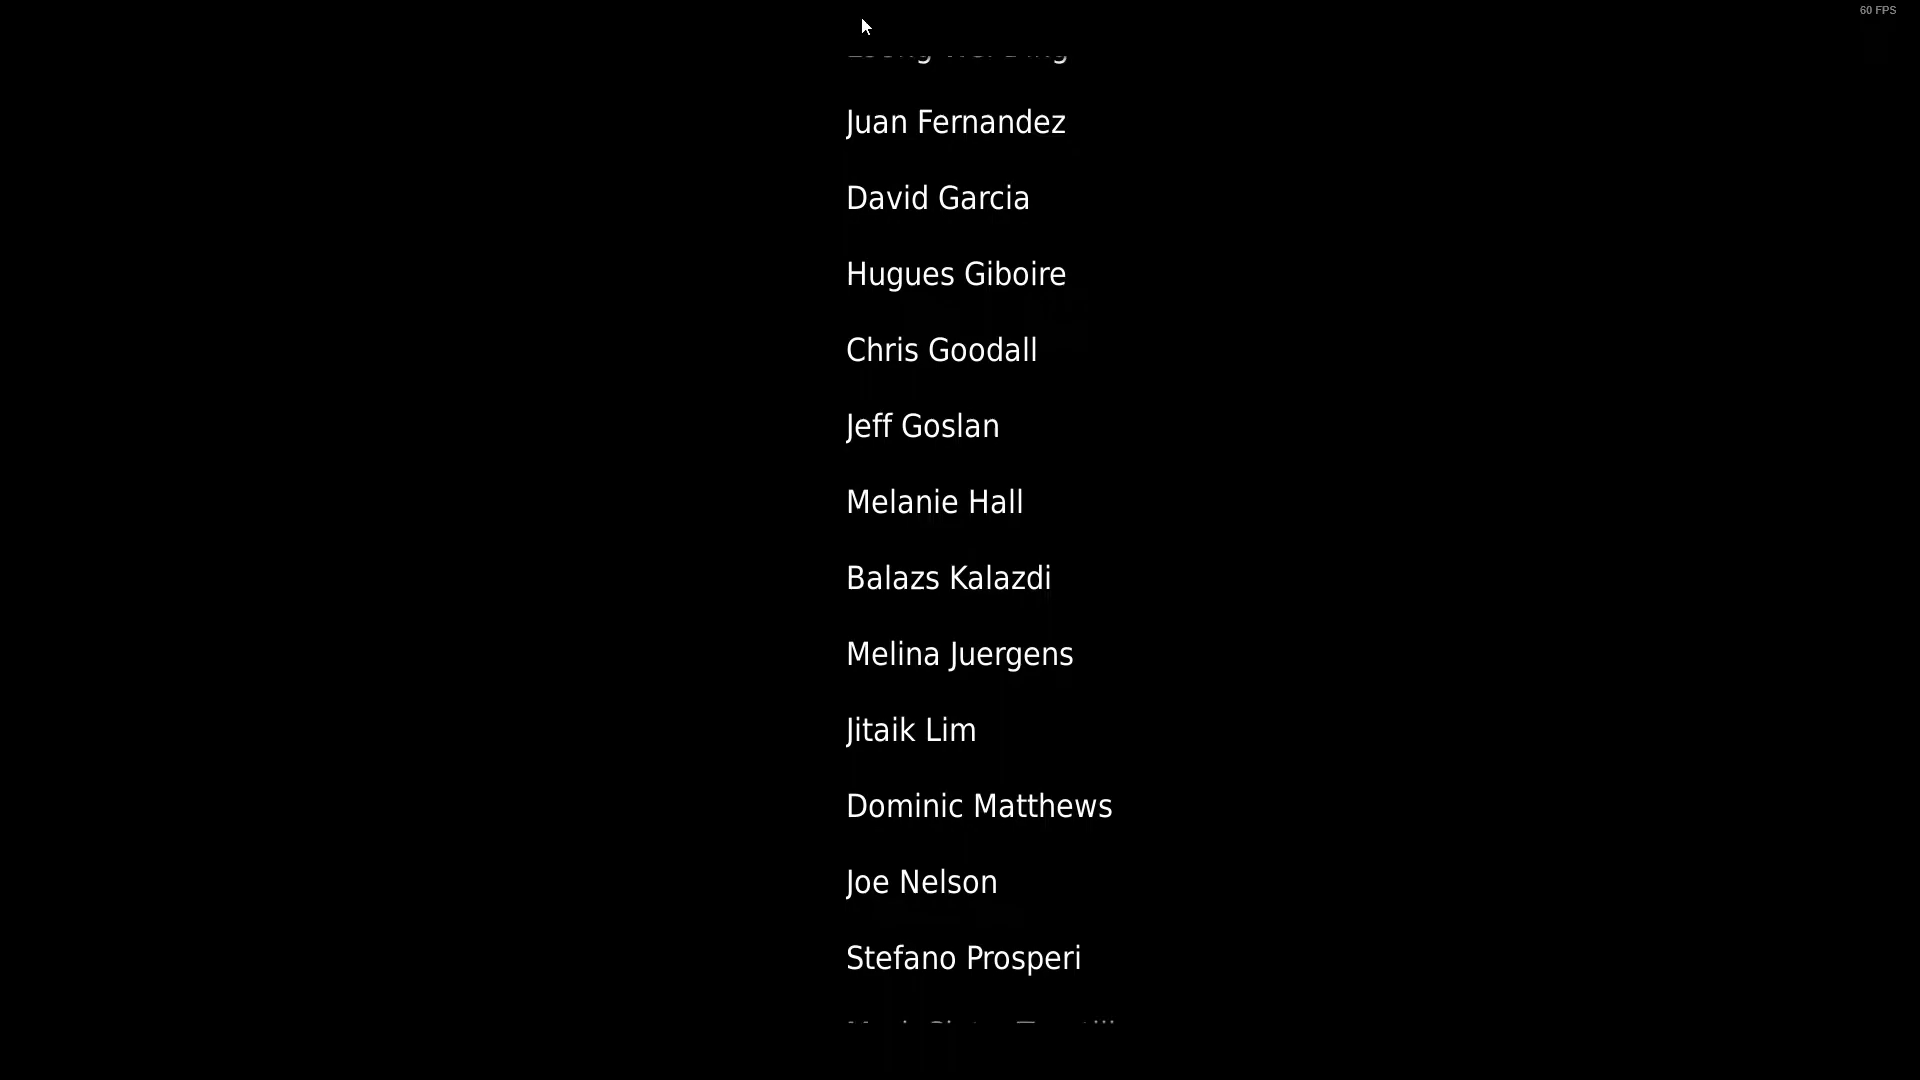 60 FPS
Juan Fernandez
David Garcia
Hugues Giboire
Chris Goodall
Jeff Goslan
Melanie Hall
Balazs Kalazdi
Melina Juergens
Jitaik Lim
Dominic Matthews
Joe Nelson
Stefano Prosperi